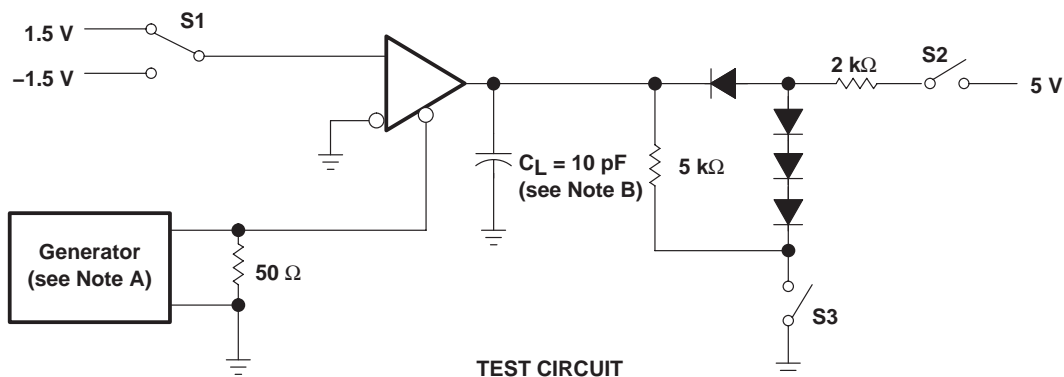 1.5 V
S1
–1.5 V
2 kΩ
S2
5 V
CL = 10 pF
(see Note B)
5 kΩ
Generator
(see Note A)
50 Ω
S3
TEST CIRCUIT